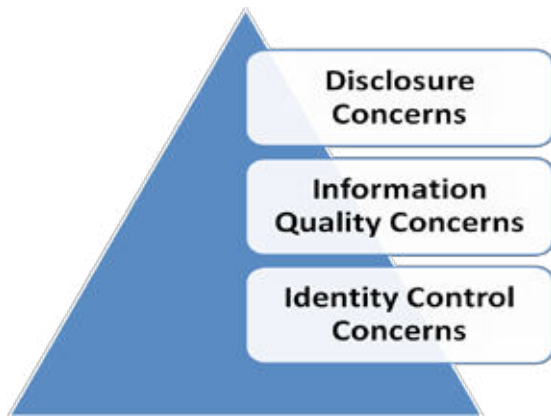 Disclosure
Concerns
Information
Quality Concerns
Identity Control
Concerns